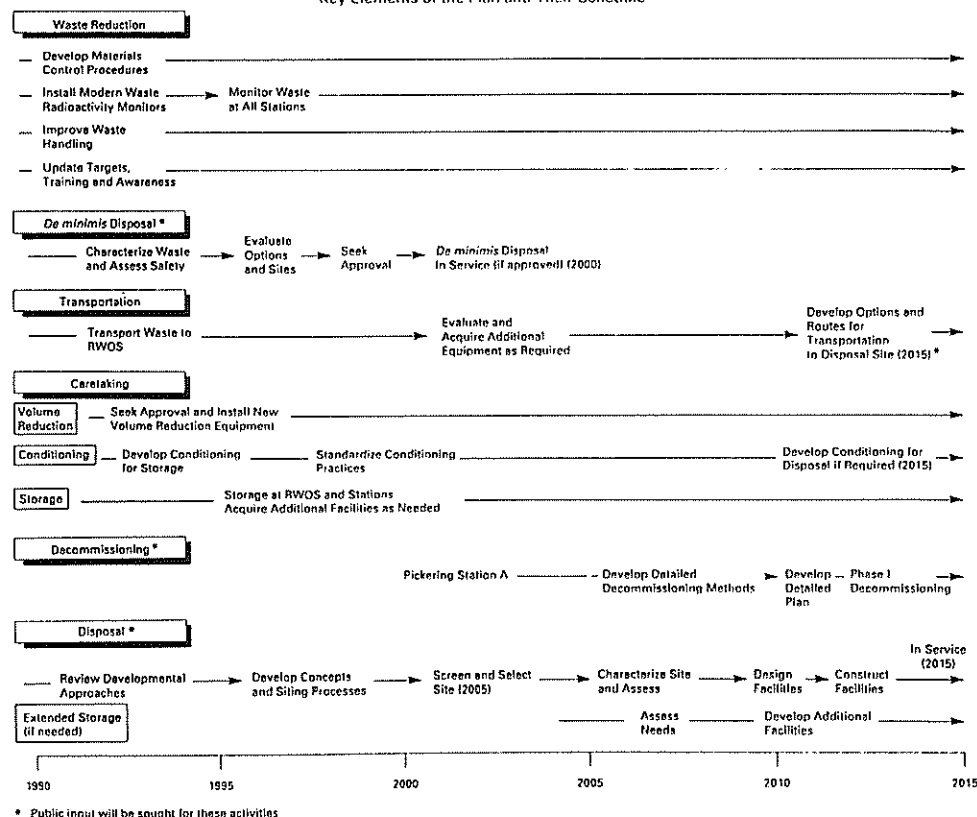 Key Elements of the Plan and Their Schedule
Waste Reduction
Develop Materials
Control Procedures
Install Modern Waste
Radioactivity Monitors
Monitor Waste
at All Stations
Improve Waste
Handling
Update Targets,
Training and Awareness
De minimis Disposal *
Characterize Waste
and Assess Safety
Evaluate
Options
and Sites
Seek
Approval
De minimis Disposal
In Service (if approved) (2000)
Transportation
Transport Waste to
RWOS
Evaluate and
Acquire Additional
Equipment as Required
Develop Options and
Routes for
Transportation
to Disposal Site (2015) *
Caretaking
Volume
Reduction
Seek Approval and Install New
Volume Reduction Equipment
Conditioning
Develop Conditioning
for Storage
Standardize Conditioning
Practices
Develop Conditioning for
Disposal if Required (2015)
Storage
Storage at RWOS and Stations
Acquire Additional Facilities as Needed
Decommissioning *
Pickering Station A
Develop Detailed
Decommissioning Methods
Develop
Detailed
Plan
Phase I
Decommissioning
Disposal *
Review Developmental
Approaches
Develop Concepts
and Siting Processes
Screen and Select
Site (2005)
Characterize Site
and Assess
Design
Facilities
Construct
Facilities
In Service
(2015)
Extended Storage
(if needed)
Assess
Needs
Develop Additional
Facilities
1990
1995
2000
2005
2010
2015
* Public input will be sought for these activities